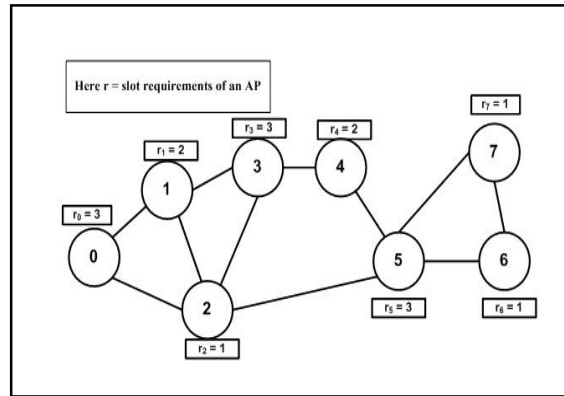 Here r = slot requirements of an AP
r₇ = 1
r₃ = 3
r₄ = 2
r₁ = 2
7
3
4
1
r₀ = 3
0
5
6
2
r₅ = 3
r₆ = 1
r₂ = 1